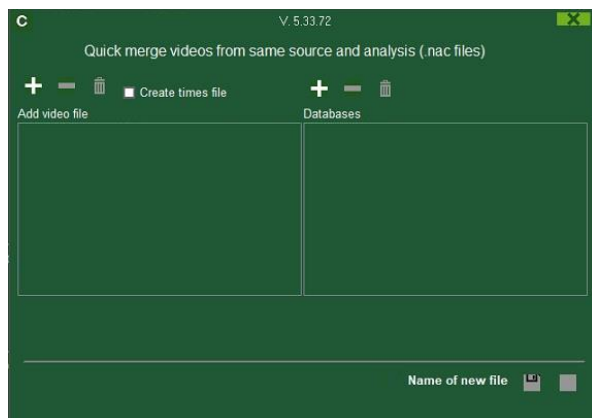 C
V. 5.33.72
X
Quick merge videos from same source and analysis (.nac files)
Create times file
Add video file
Databases
Name of new file